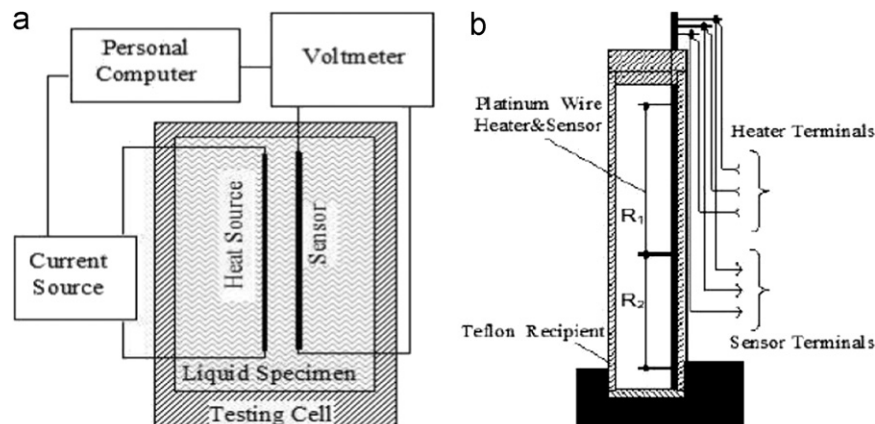 a
Personal
Computer
Voltmeter
Heat Source
Sensor
Current
Source
Liquid Specimen
Testing Cell
b
Platinum Wire
Heater&Sensor
Heater Terminals
R₁
R₂
Teflon Recipient
Sensor Terminals